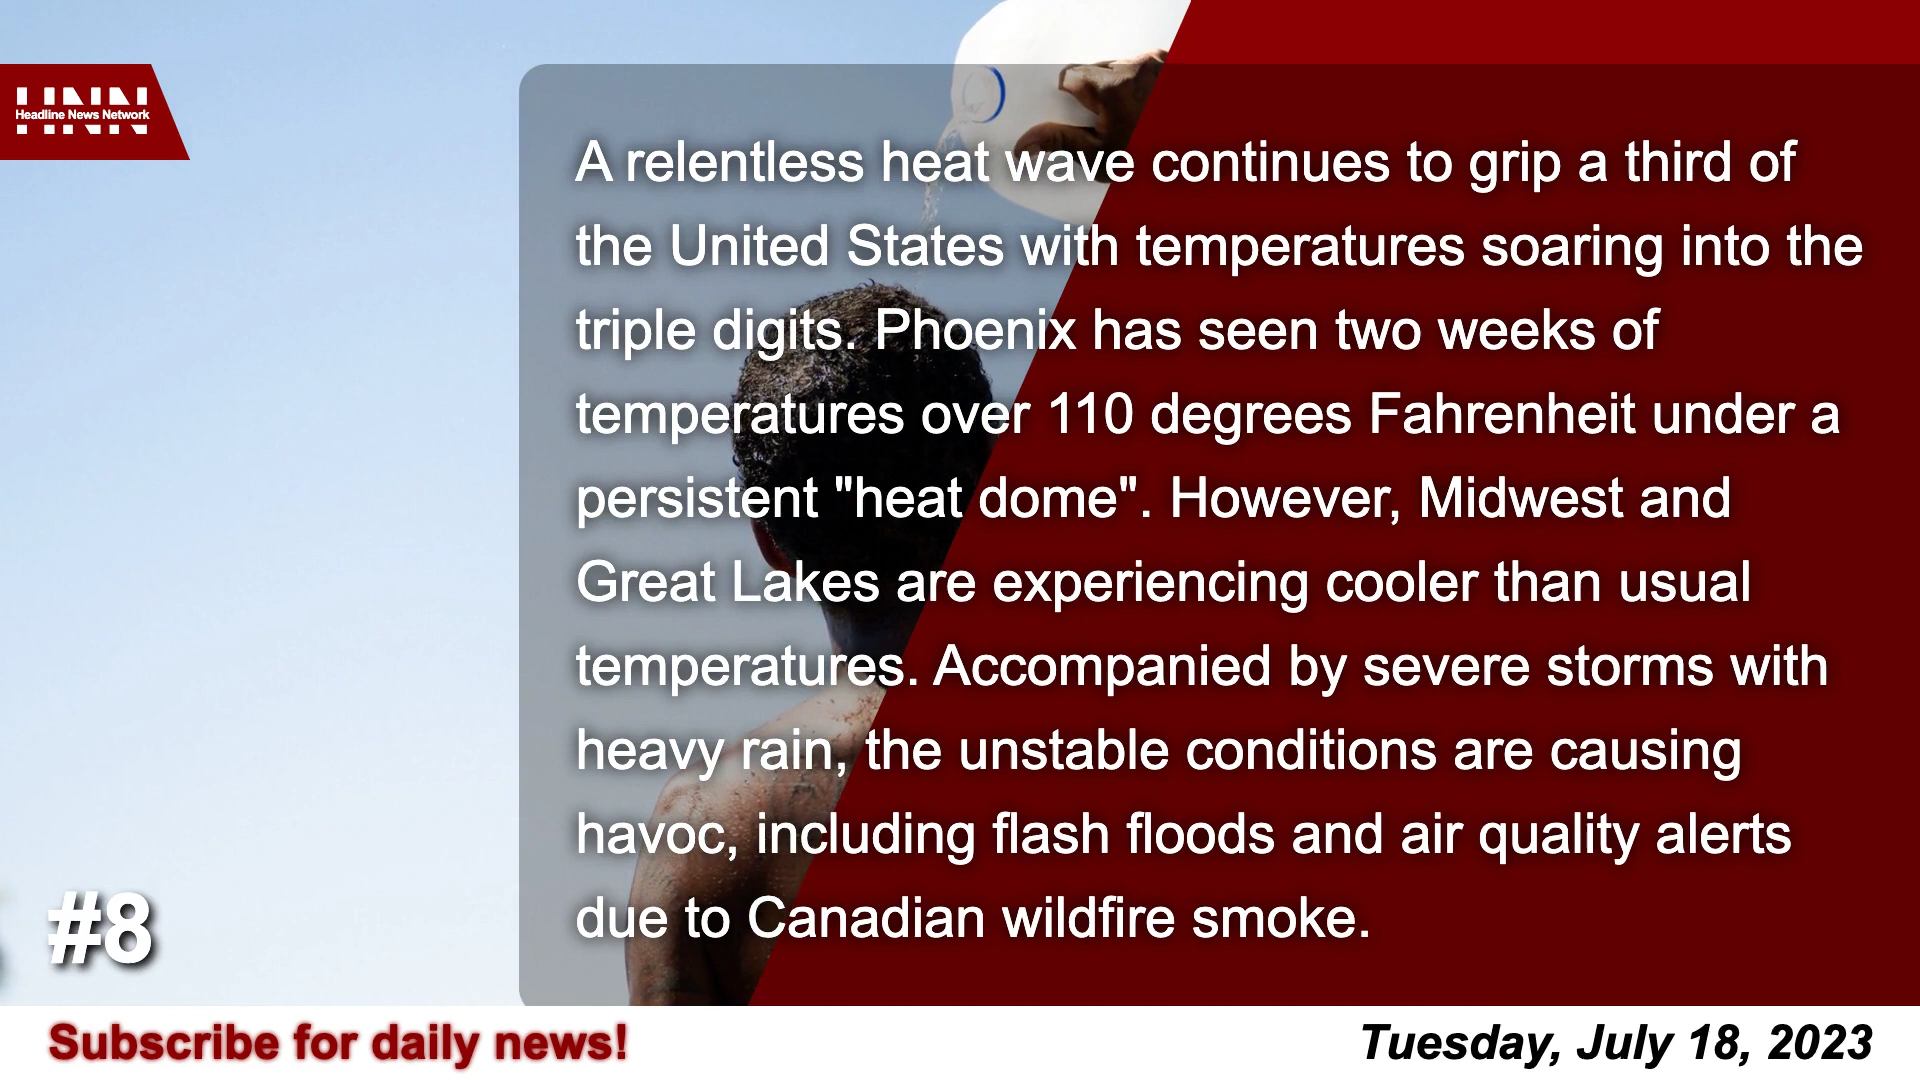 HNN
Headline News Network
A relentless heat wave continues to grip a third of
the United States with temperatures soaring into the
triple digits. Phoenix has seen two weeks of
temperatures over 110 degrees Fahrenheit under a
persistent "heat dome". However, Midwest and
Great Lakes are experiencing cooler than usual
temperatures. Accompanied by severe storms with
heavy rain, the unstable conditions are causing
havoc, including flash floods and air quality alerts
due to Canadian wildfire smoke.
#8
Subscribe for daily news!
Tuesday, July 18, 2023